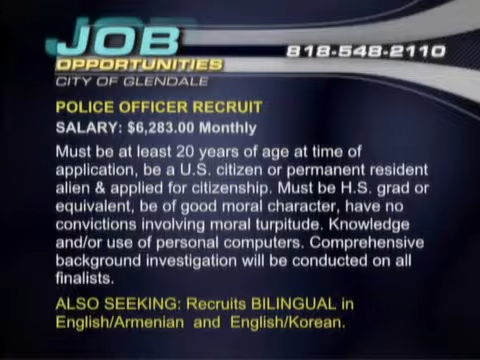 JOB
OPPORTUNITIES
CITY OF GLENDALE
818-548-2110
POLICE OFFICER RECRUIT
SALARY: $6,283.00 Monthly
Must be at least 20 years of age at time of
application, be a U.S. citizen or permanent resident
alien & applied for citizenship. Must be H.S. grad or
equivalent, be of good moral character, have no
convictions involving moral turpitude. Knowledge
and/or use of personal computers. Comprehensive
background investigation will be conducted on all
finalists.
ALSO SEEKING: Recruits BILINGUAL in
English/Armenian and English/Korean.